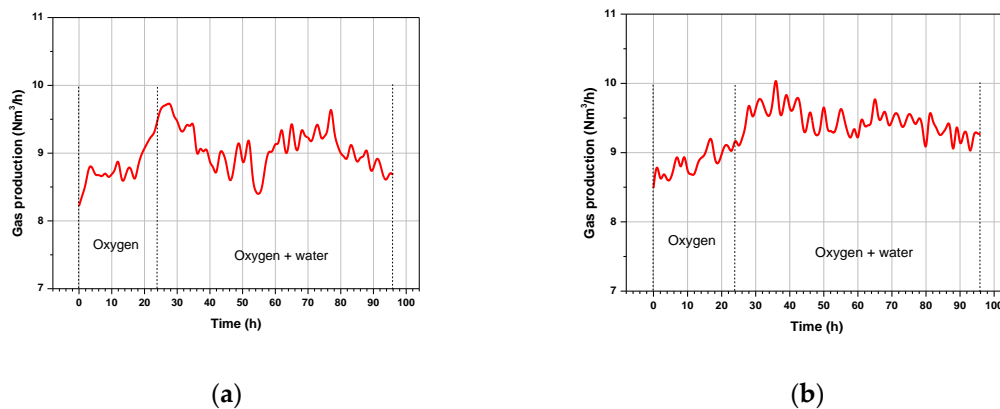 11
10
9
8
7
Gas production (Nm³/h)
Oxygen
Oxygen + water
0 10 20 30 40 50 60 70 80 90 100
Time (h)
(a)
11
10
9
8
7
Gas production (Nm³/h)
Oxygen
Oxygen + water
0 10 20 30 40 50 60 70 80 90 100
Time (h)
(b)